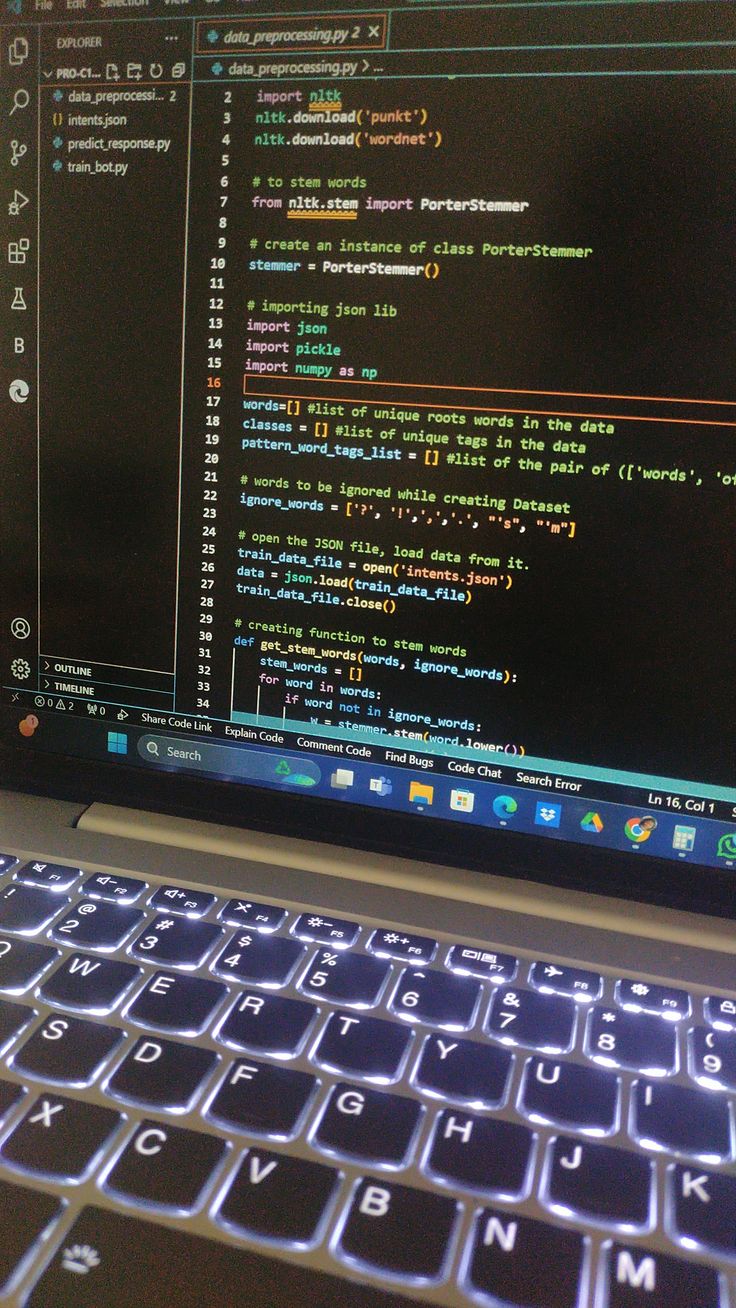 File Edit Selection View
EXPLORER
data_preprocessing.py 2
PRO-C1...
data_preprocessing.py > ...
data_preprocessi... 2
intents.json
predict_response.py
train_bot.py
2 import nltk
3 nltk.download('punkt')
4 nltk.download('wordnet')
5
6 # to stem words
7 from nltk.stem import PorterStemmer
8
9 # create an instance of class PorterStemmer
10 stemmer = PorterStemmer()
11
12 # importing json lib
13 import json
14 import pickle
15 import numpy as np
16
17 words=[] #list of unique roots words in the data
18 classes = [] #list of unique tags in the data
19 pattern_word_tags_list = [] #list of the pair of (['words', 'of
20
21 # words to be ignored while creating Dataset
22 ignore_words = ['?', '!',',','.', "'s", "'m"]
23
24 # open the JSON file, load data from it.
25 train_data_file = open('intents.json')
26 data = json.load(train_data_file)
27 train_data_file.close()
28
29 # creating function to stem words
30 def get_stem_words(words, ignore_words):
31 stem_words = []
32 for word in words:
33 if word not in ignore_words:
34 w = stemmer.stem(word.lower())
OUTLINE
TIMELINE
0 2 0 Share Code Link Explain Code Comment Code Find Bugs Code Chat Search Error Ln 16, Col 1
1
Search
F1 F2 F3 F4 F5 F6 F7 F8 F9
! @ 2 # 3 $ 4 % 5 ^ 6 & 7 * 8 ( 9
W E R T Y U I
S D F G H J K
X C V B N M